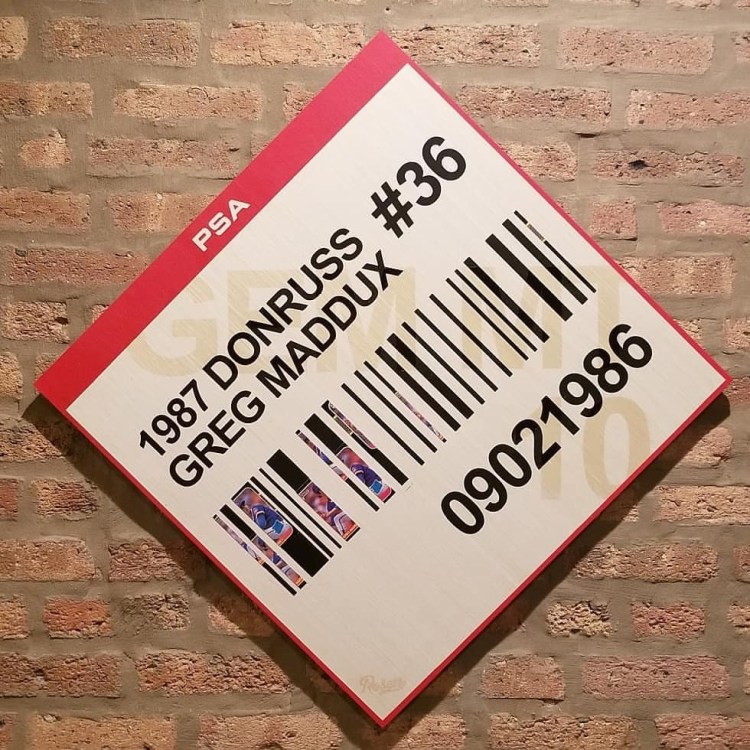 PSA
1987 DONRUSS #36
GREG MADDUX
GEM MT
10
09021986